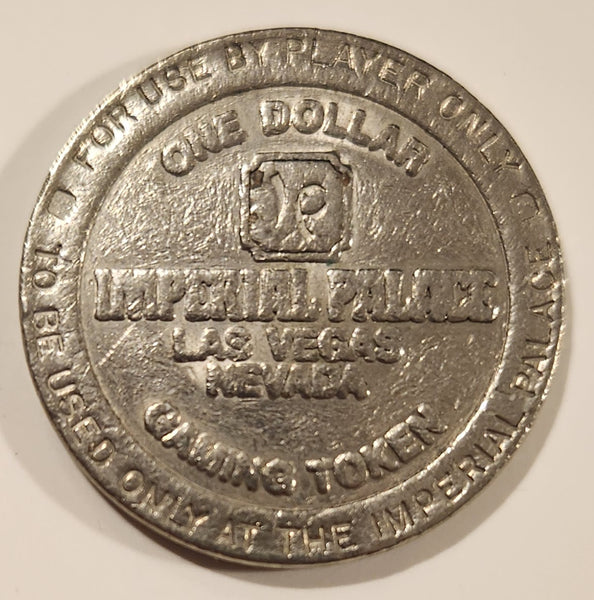 FOR USE BY PLAYER ONLY
ONE DOLLAR
IP
IMPERIAL PALACE
LAS VEGAS
NEVADA
GAMING TOKEN
TO BE USED ONLY AT THE IMPERIAL PALACE